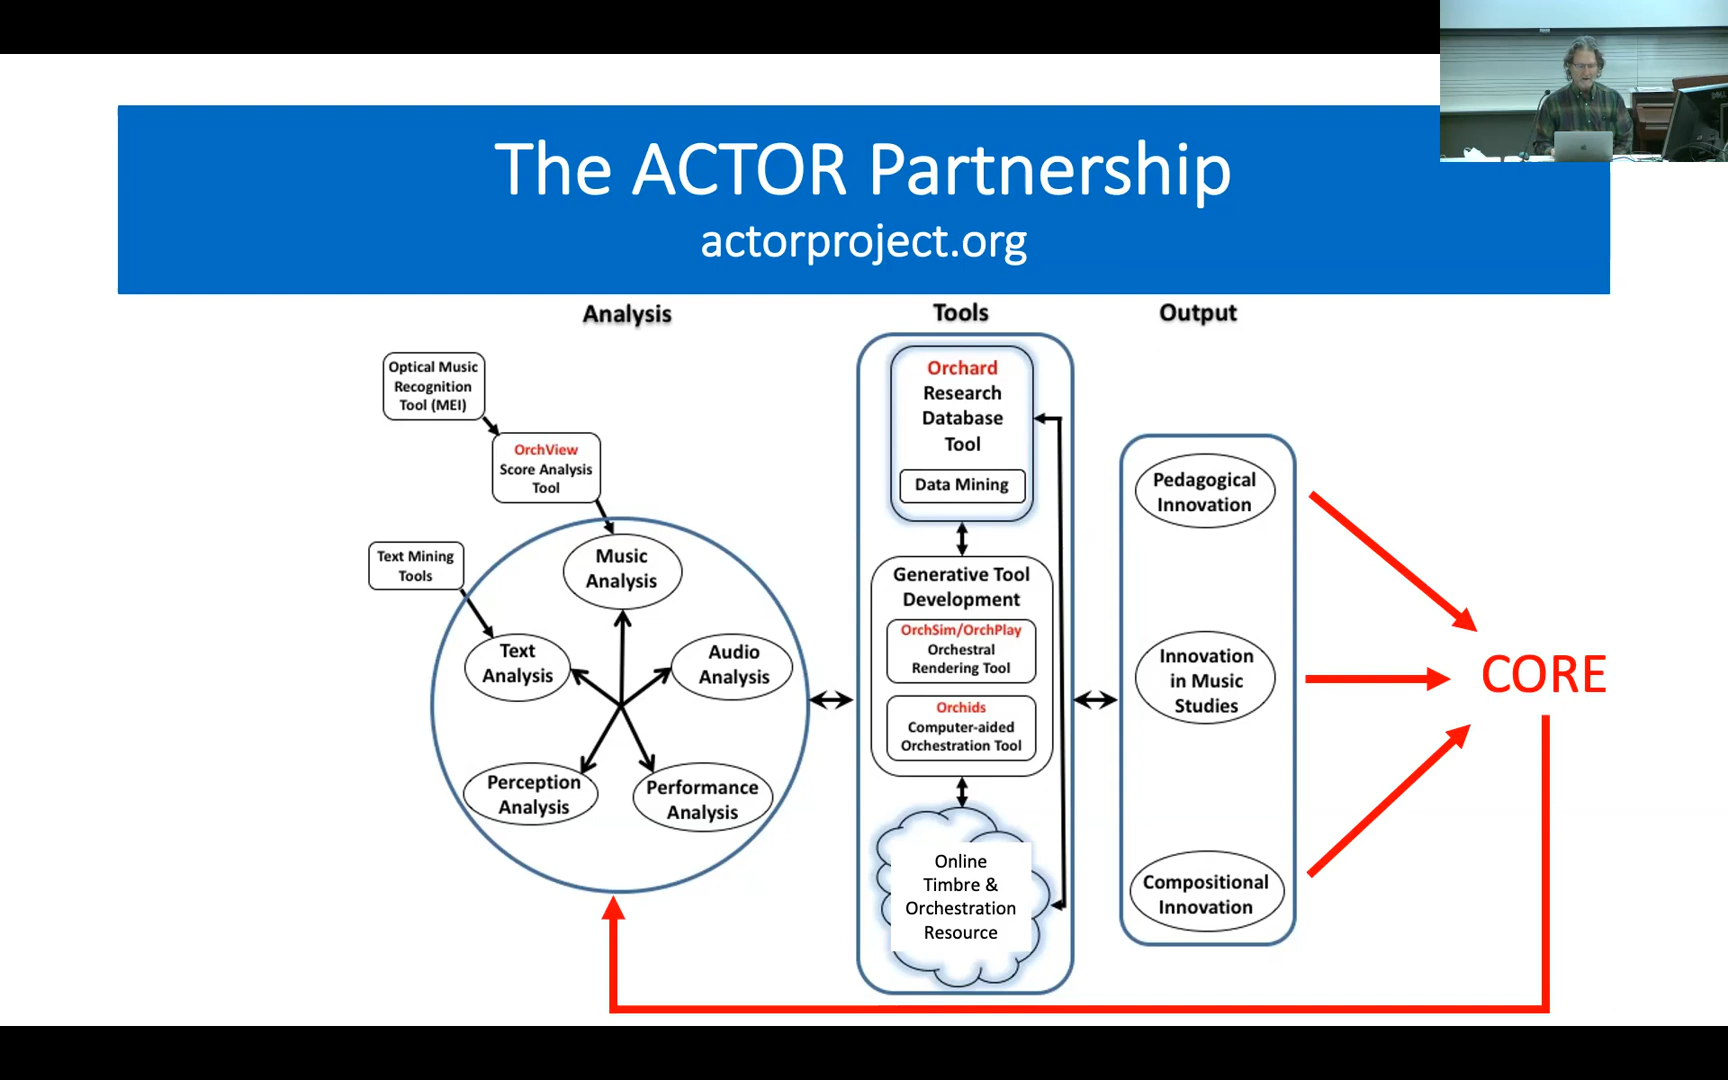 The ACTOR Partnership
actorproject.org
Analysis
Tools
Output
Optical Music
Recognition
Tool (MEI)
OrchView
Score Analysis
Tool
Text Mining
Tools
Music
Analysis
Text
Analysis
Audio
Analysis
Perception
Analysis
Performance
Analysis
Orchard
Research
Database
Tool
Data Mining
Generative Tool
Development
OrchSim/OrchPlay
Orchestral
Rendering Tool
Orchids
Computer-aided
Orchestration Tool
Online
Timbre &
Orchestration
Resource
Pedagogical
Innovation
Innovation
in Music
Studies
Compositional
Innovation
CORE